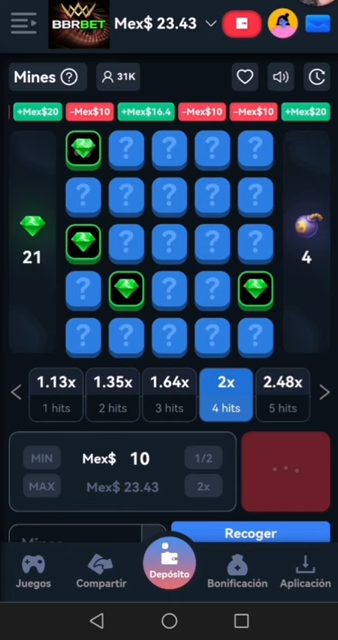 BBRBET
Mex$ 23.43
Mines ?
31K
+Mex$20 -Mex$10 +Mex$16.4 -Mex$10 -Mex$10 +Mex$20
? ? ? ?
? ? ? ? ?
21 ? ? ? ? 4
? ? ?
? ? ? ? ?
1.13x 1.35x 1.64x 2x 2.48x
1 hits 2 hits 3 hits 4 hits 5 hits
MIN Mex$ 10 1/2
MAX Mex$ 23.43 2x
...
Recoger
Juegos Compartir Depósito Bonificación Aplicación